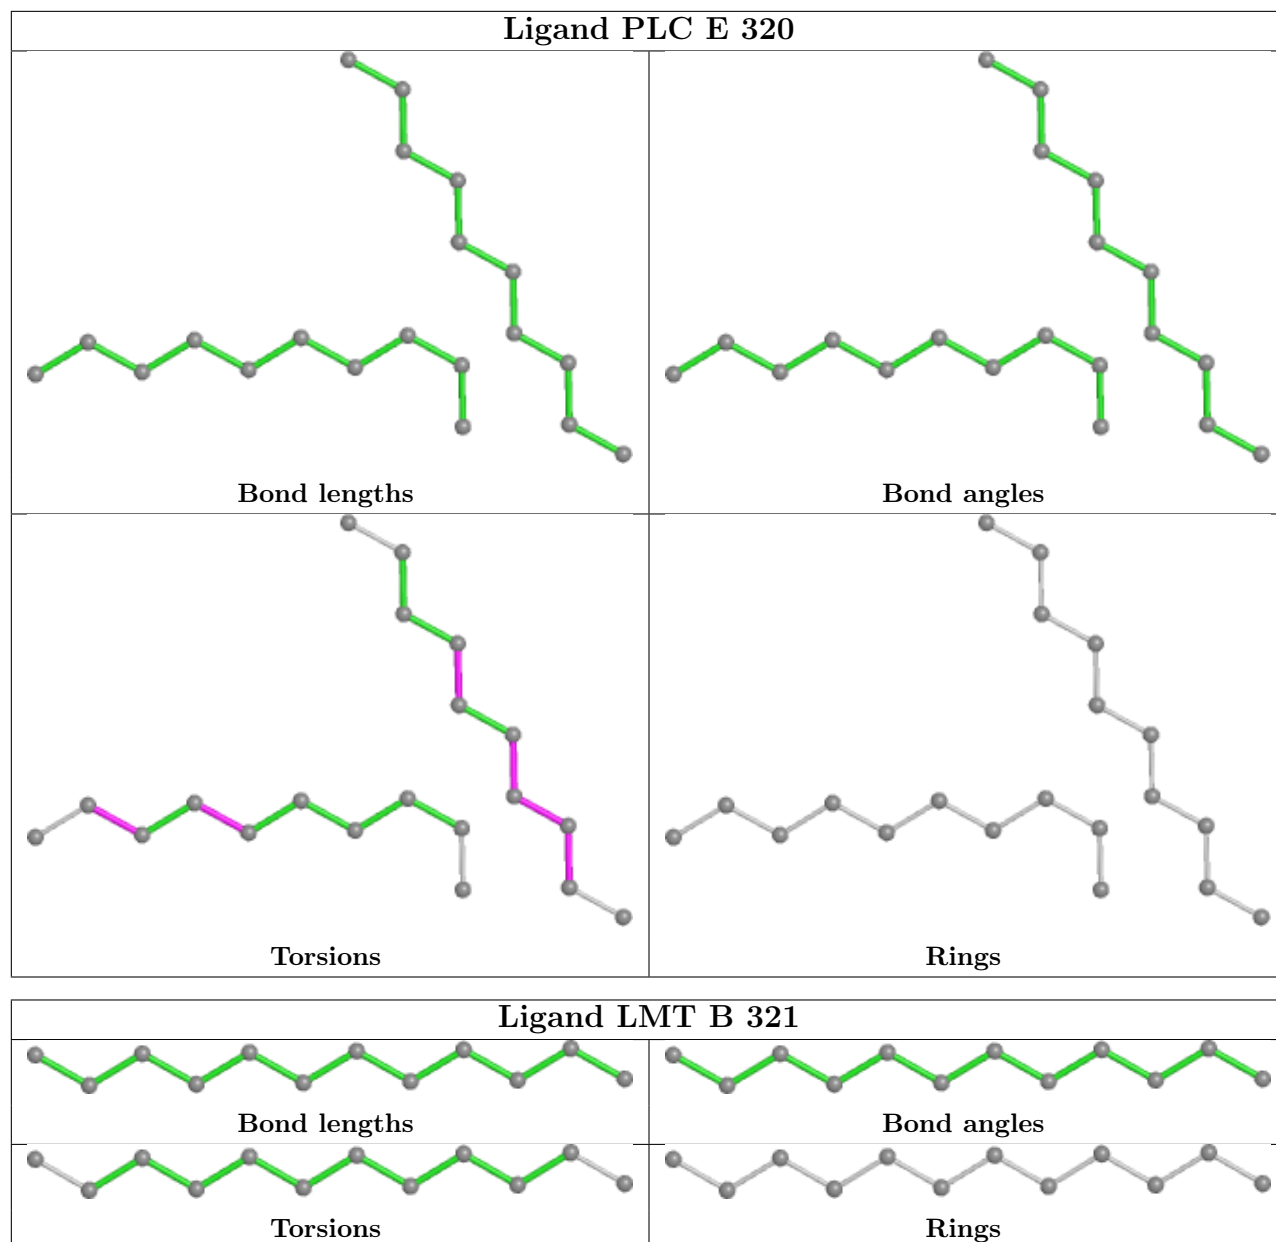 Ligand PLC E 320
Bond lengths
Bond angles
Torsions
Rings
Ligand LMT B 321
Bond lengths
Bond angles
Torsions
Rings